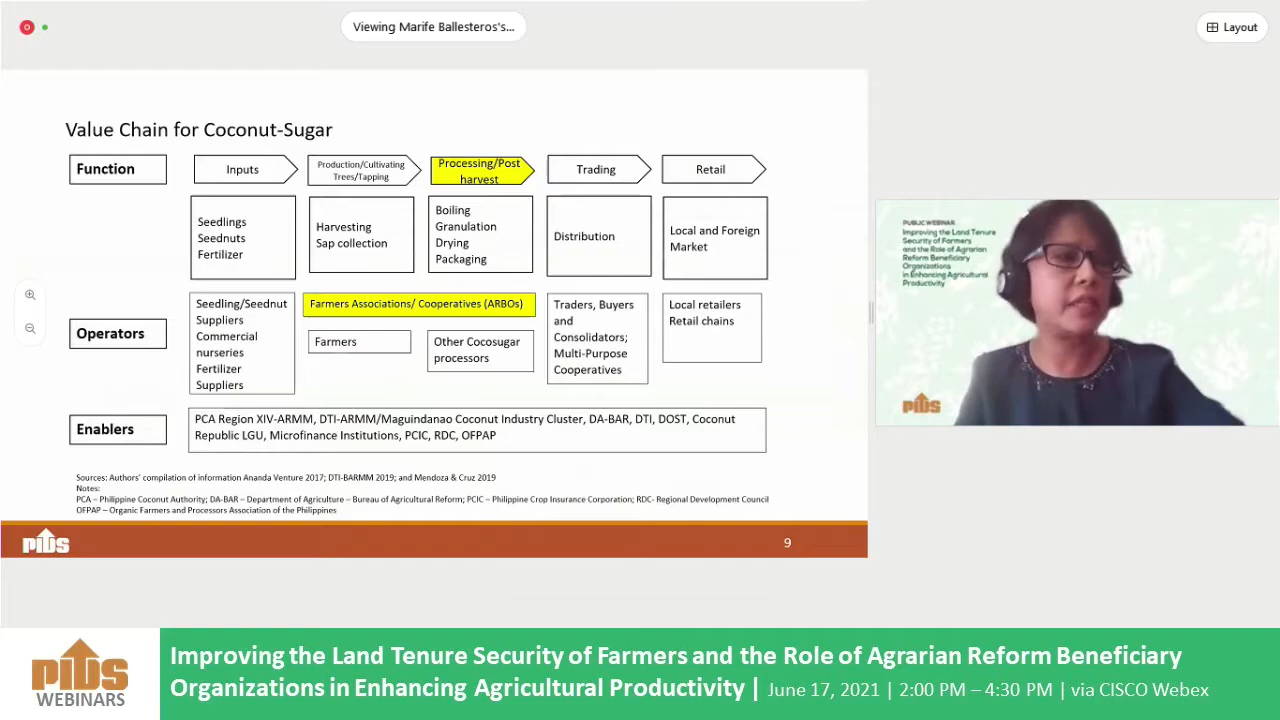 Viewing Marife Ballesteros's...
Layout
Value Chain for Coconut-Sugar
Function
Inputs
Production/Cultivating
Trees/Tapping
Processing/Post
harvest
Trading
Retail
Seedlings
Seednuts
Fertilizer
Harvesting
Sap collection
Boiling
Granulation
Drying
Packaging
Distribution
Local and Foreign
Market
Operators
Seedling/Seednut
Suppliers
Commercial
nurseries
Fertilizer
Suppliers
Farmers Associations/ Cooperatives (ARBOs)
Farmers
Other Cocosugar
processors
Traders, Buyers
and
Consolidators;
Multi-Purpose
Cooperatives
Local retailers
Retail chains
Enablers
PCA Region XIV-ARMM, DTI-ARMM/Maguindanao Coconut Industry Cluster, DA-BAR, DTI, DOST, Coconut
Republic LGU, Microfinance Institutions, PCIC, RDC, OFPAP
Sources: Authors' compilation of information Ananda Venture 2017; DTI-BARMM 2019; and Mendoza & Cruz 2019
Notes:
PCA – Philippine Coconut Authority; DA-BAR – Department of Agriculture – Bureau of Agricultural Reform; PCIC – Philippine Crop Insurance Corporation; RDC- Regional Development Council
OFPAP – Organic Farmers and Processors Association of the Philippines
PIDS
9
PUBLIC WEBINAR
Improving the Land Tenure
Security of Farmers
and the Role of Agrarian
Reform Beneficiary
Organizations
in Enhancing Agricultural
Productivity
PIDS
PIDS
WEBINARS
Improving the Land Tenure Security of Farmers and the Role of Agrarian Reform Beneficiary
Organizations in Enhancing Agricultural Productivity | June 17, 2021 | 2:00 PM – 4:30 PM | via CISCO Webex